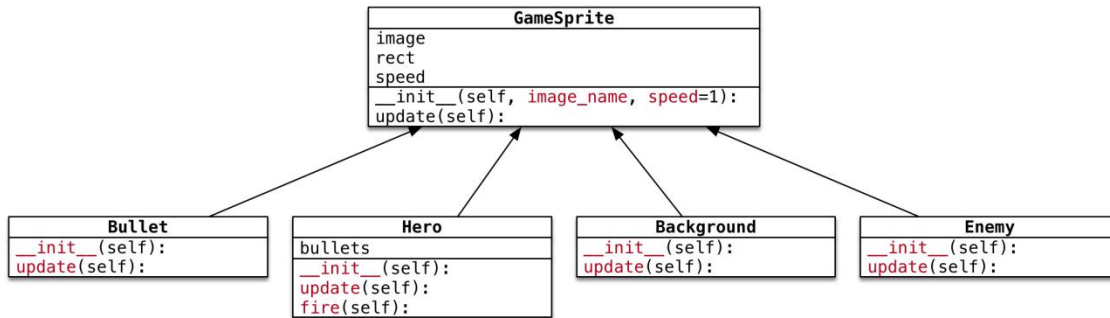 GameSprite
image
rect
speed
__init__(self, image_name, speed=1):
update(self):
Bullet
__init__(self):
update(self):
Hero
bullets
__init__(self):
update(self):
fire(self):
Background
__init__(self):
update(self):
Enemy
__init__(self):
update(self):